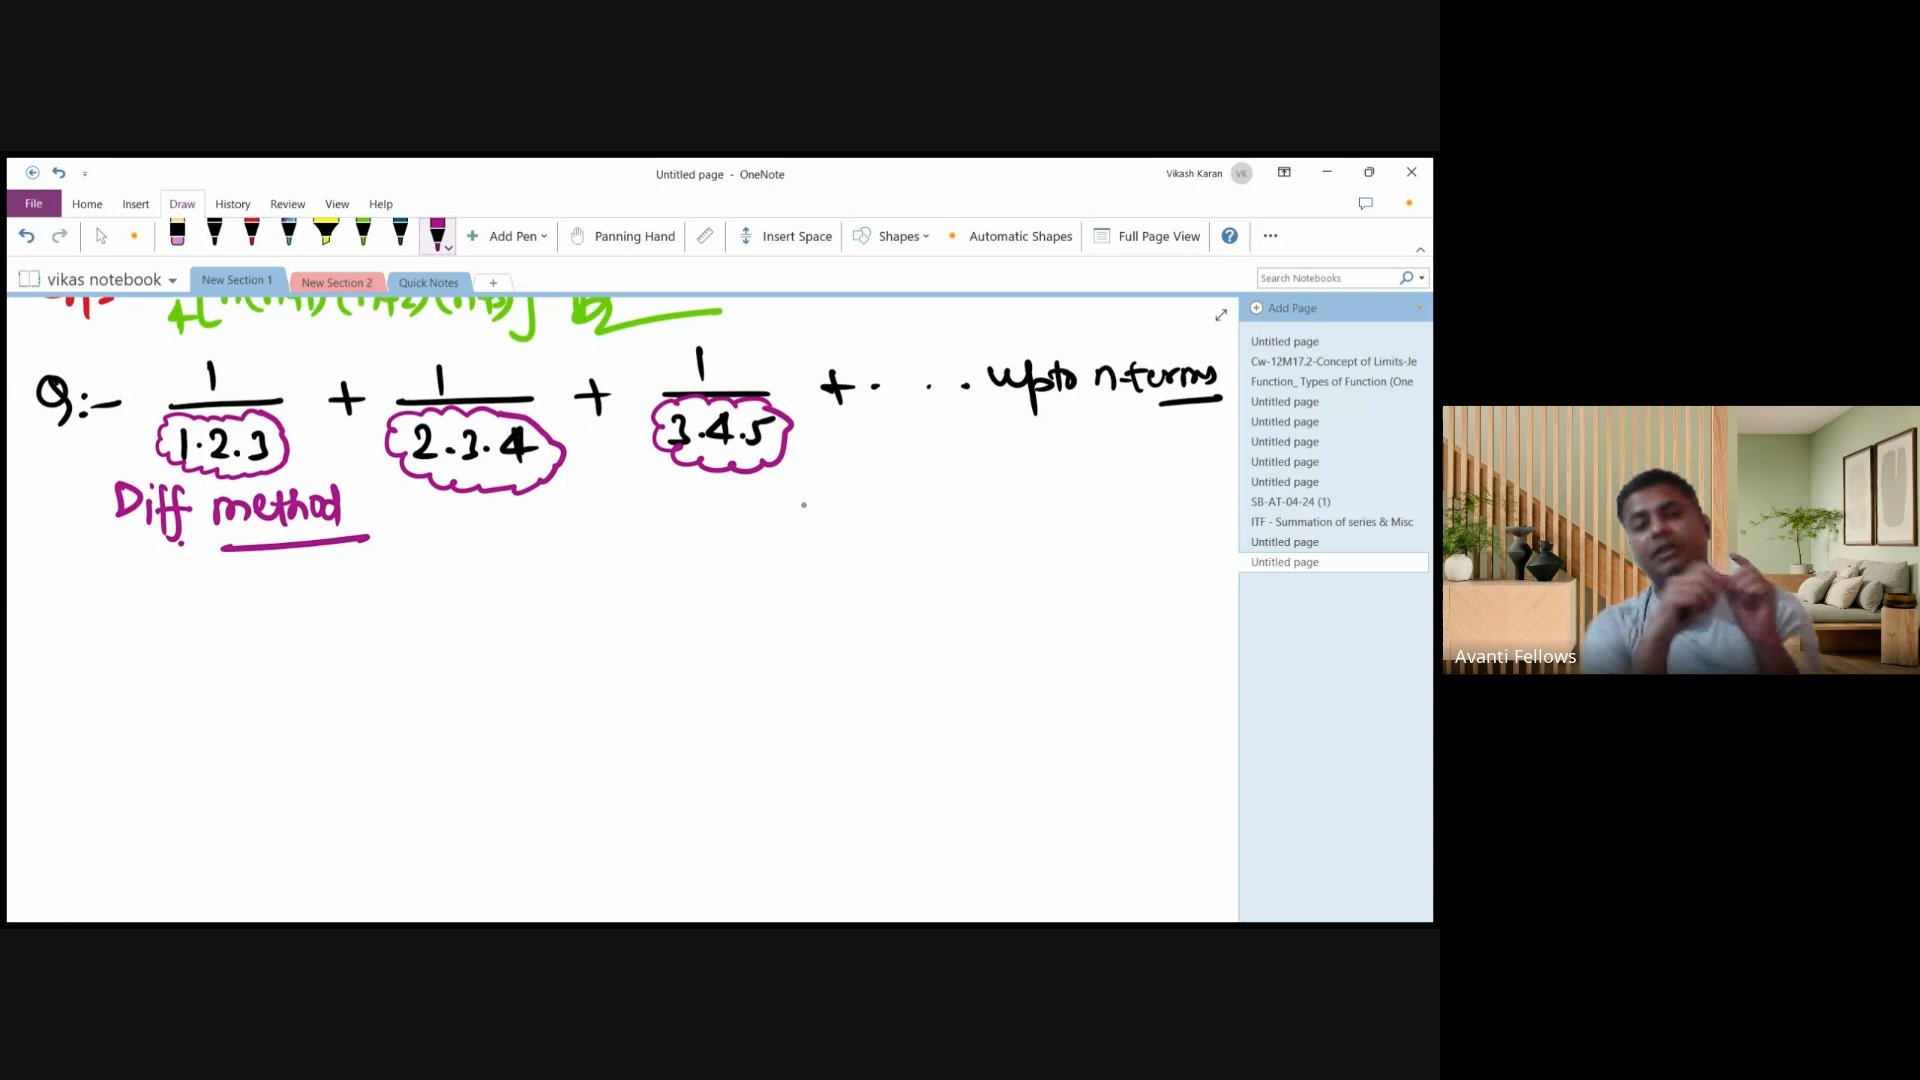 Untitled page - OneNote
Vikash Karan VK
File Home Insert Draw History Review View Help
Add Pen Panning Hand Insert Space Shapes Automatic Shapes Full Page View ? ...
vikas notebook New Section 1 New Section 2 Quick Notes + Search Notebooks
Add Page
Untitled page
Cw-12M17.2-Concept of Limits-Je
Function_ Types of Function (One
Untitled page
Untitled page
Untitled page
Untitled page
Untitled page
SB-AT-04-24 (1)
ITF - Summation of series & Misc
Untitled page
Untitled page
Q:- 1/1·2·3 + 1/2·3·4 + 1/3·4·5 + . . . upto n terms
Diff. method
Avanti Fellows